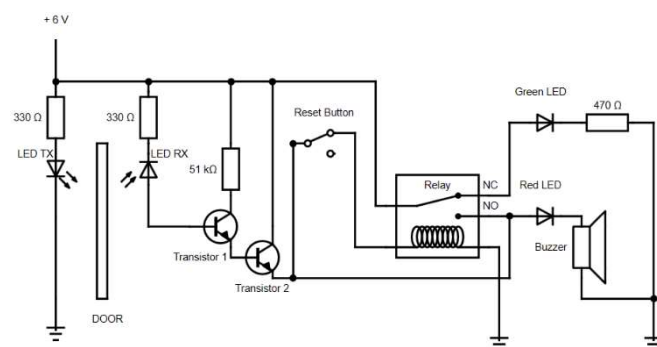 + 6 V
Green LED
470 Ω
330 Ω
330 Ω
Reset Button
LED TX
LED RX
51 kΩ
Relay
NC
Red LED
NO
Transistor 1
Buzzer
Transistor 2
DOOR